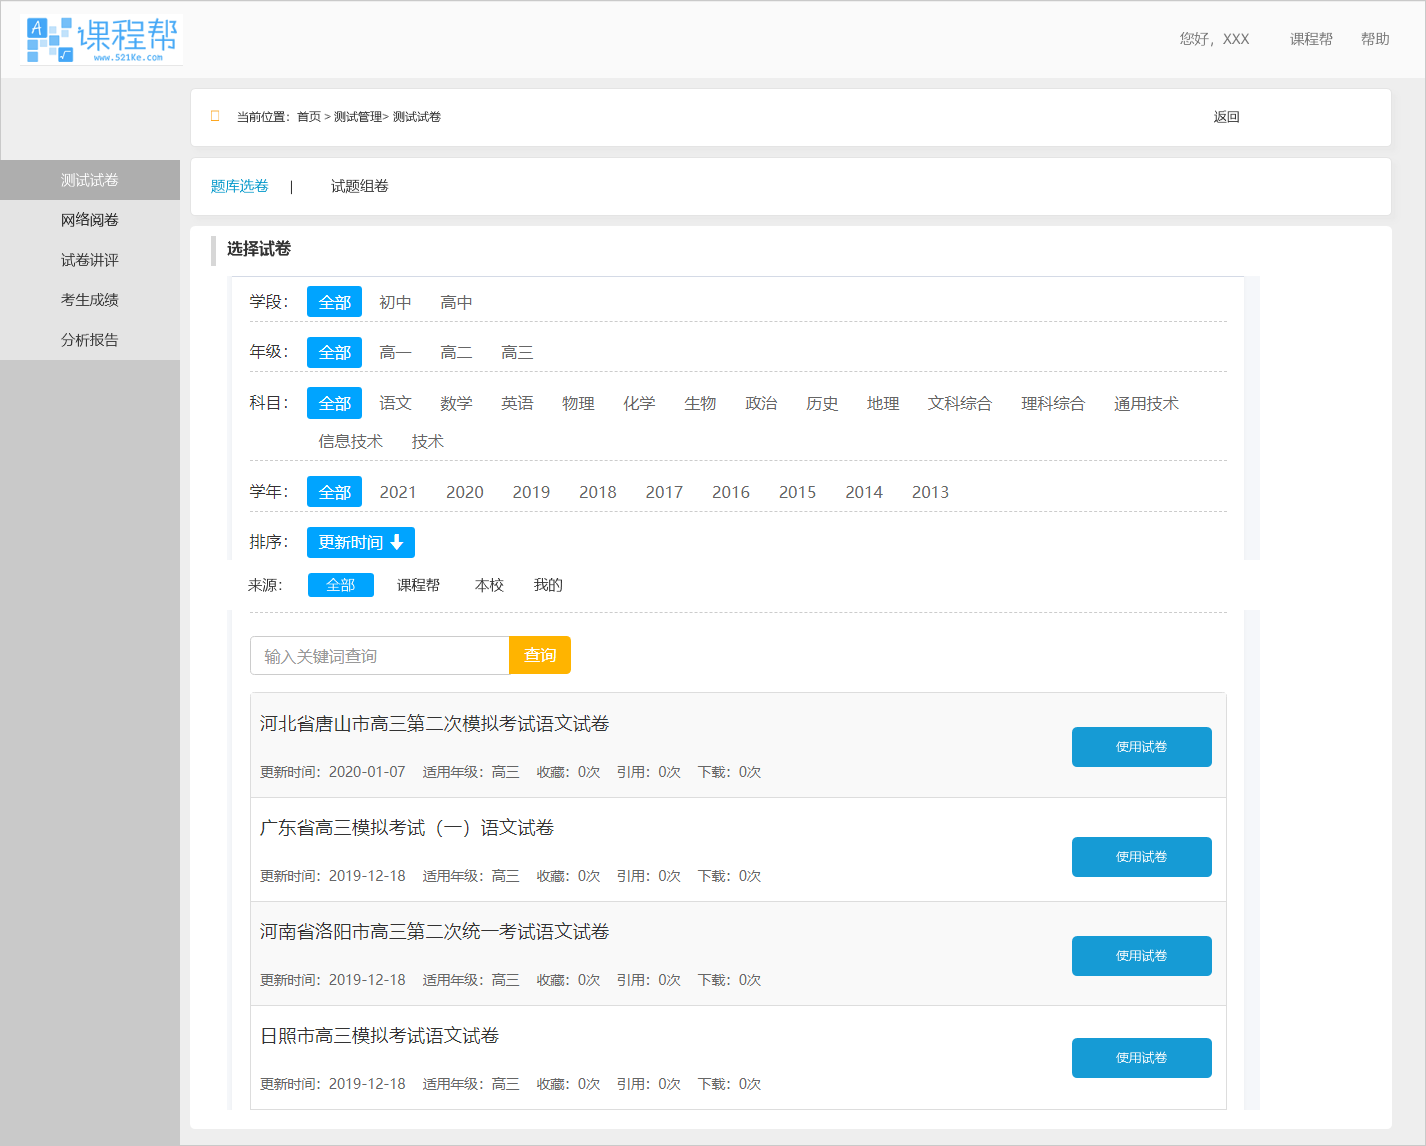 A 课程帮
√ www.521Ke.com
您好，XXX 课程帮 帮助
当前位置：首页 > 测试管理> 测试试卷 返回
题库选卷 | 试题组卷
测试试卷
网络阅卷
试卷讲评
考生成绩
分析报告
选择试卷
学段： 全部 初中 高中
年级： 全部 高一 高二 高三
科目： 全部 语文 数学 英语 物理 化学 生物 政治 历史 地理 文科综合 理科综合 通用技术
信息技术 技术
学年： 全部 2021 2020 2019 2018 2017 2016 2015 2014 2013
排序： 更新时间
来源： 全部 课程帮 本校 我的
输入关键词查询 查询
河北省唐山市高三第二次模拟考试语文试卷
使用试卷
更新时间：2020-01-07 适用年级：高三 收藏：0次 引用：0次 下载：0次
广东省高三模拟考试（一）语文试卷
使用试卷
更新时间：2019-12-18 适用年级：高三 收藏：0次 引用：0次 下载：0次
河南省洛阳市高三第二次统一考试语文试卷
使用试卷
更新时间：2019-12-18 适用年级：高三 收藏：0次 引用：0次 下载：0次
日照市高三模拟考试语文试卷
使用试卷
更新时间：2019-12-18 适用年级：高三 收藏：0次 引用：0次 下载：0次